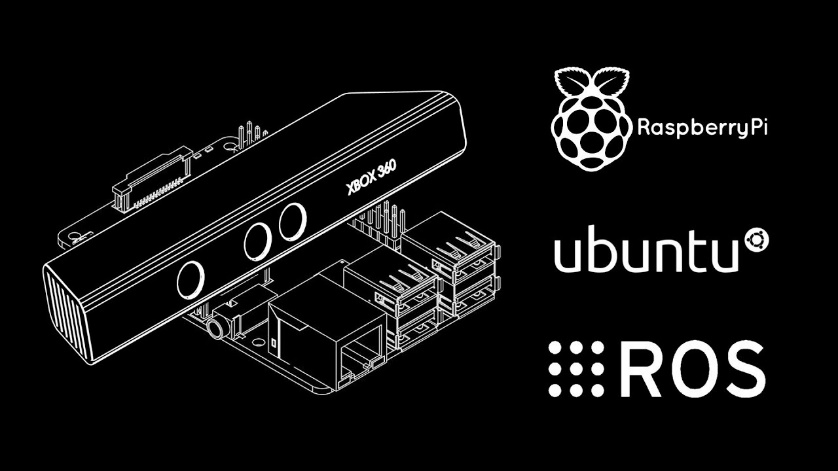 XBOX 360
RaspberryPi
ubuntu
ROS